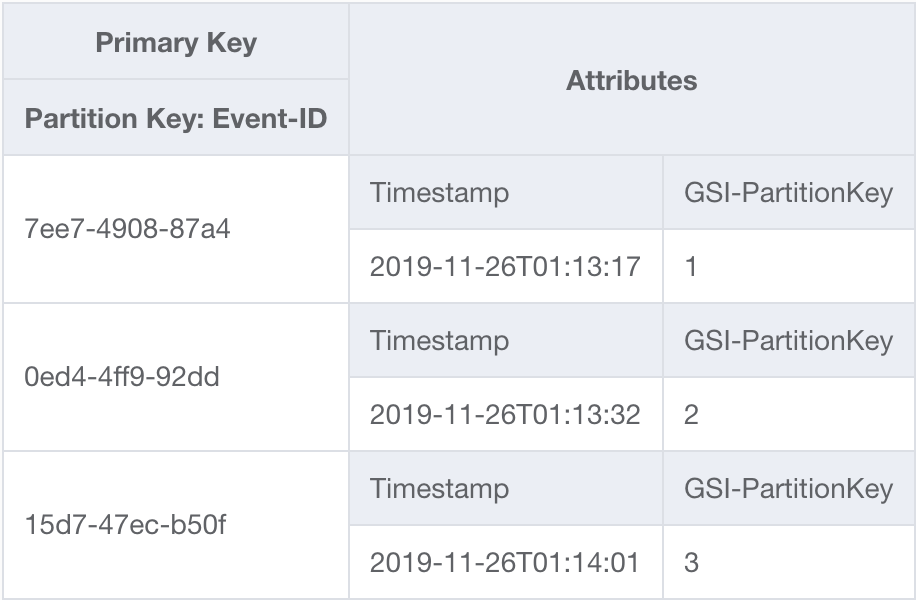 Primary Key
Attributes
Partition Key: Event-ID
7ee7-4908-87a4
Timestamp
GSI-PartitionKey
2019-11-26T01:13:17
1
0ed4-4ff9-92dd
Timestamp
GSI-PartitionKey
2019-11-26T01:13:32
2
15d7-47ec-b50f
Timestamp
GSI-PartitionKey
2019-11-26T01:14:01
3